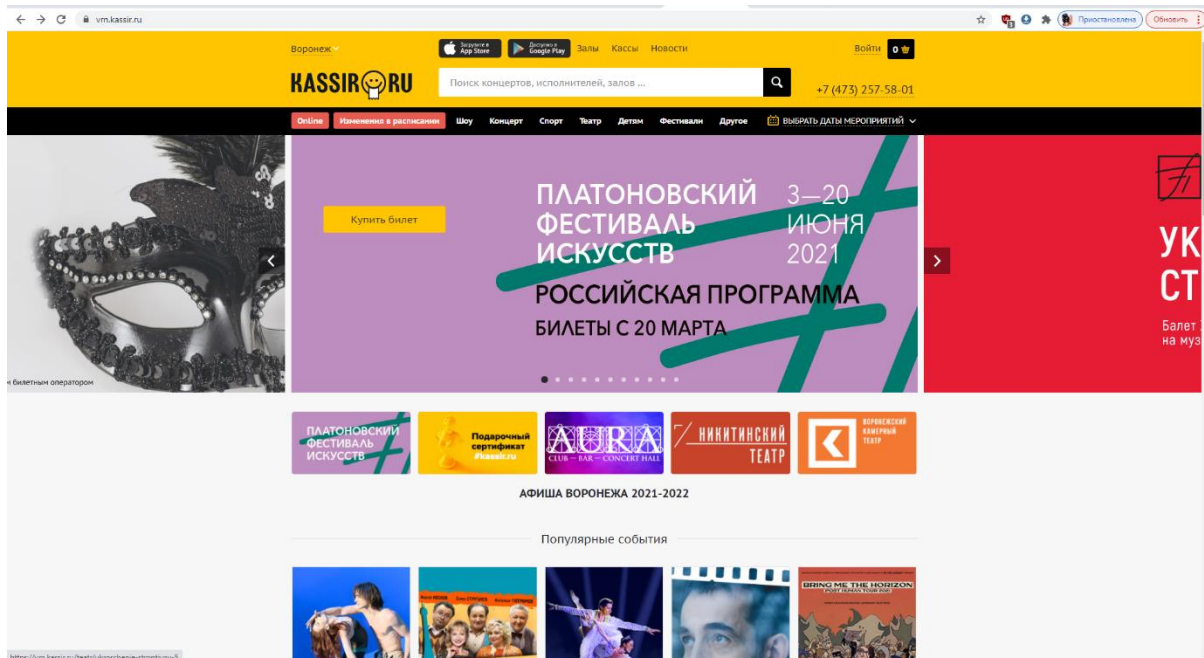 vrn.kassir.ru
Приостановлена
Обновить
Воронеж
Загрузите в
App Store
Доступно в
Google Play
Залы Кассы Новости
Войти 0
KASSIR RU
Поиск концертов, исполнителей, залов ...
+7 (473) 257-58-01
Online Изменения в расписании Шоу Концерт Спорт Театр Детям Фестивали Другое ВЫБРАТЬ ДАТЫ МЕРОПРИЯТИЙ
Купить билет
ПЛАТОНОВСКИЙ
ФЕСТИВАЛЬ
ИСКУССТВ
3—20
ИЮНЯ
2021
РОССИЙСКАЯ ПРОГРАММА
БИЛЕТЫ С 20 МАРТА
УК
СТ
Балет
на муз
м билетным оператором
ПЛАТОНОВСКИЙ
ФЕСТИВАЛЬ
ИСКУССТВ
Подарочный
сертификат
#kassir.ru
AURA
CLUB — BAR — CONCERT HALL
НИКИТИНСКИЙ
ТЕАТР
ВОРОНЕЖСКИЙ
КАМЕРНЫЙ
ТЕАТР
АФИША ВОРОНЕЖА 2021-2022
Популярные события
BRING ME THE HORIZON
POST HUMAN TOUR 2021